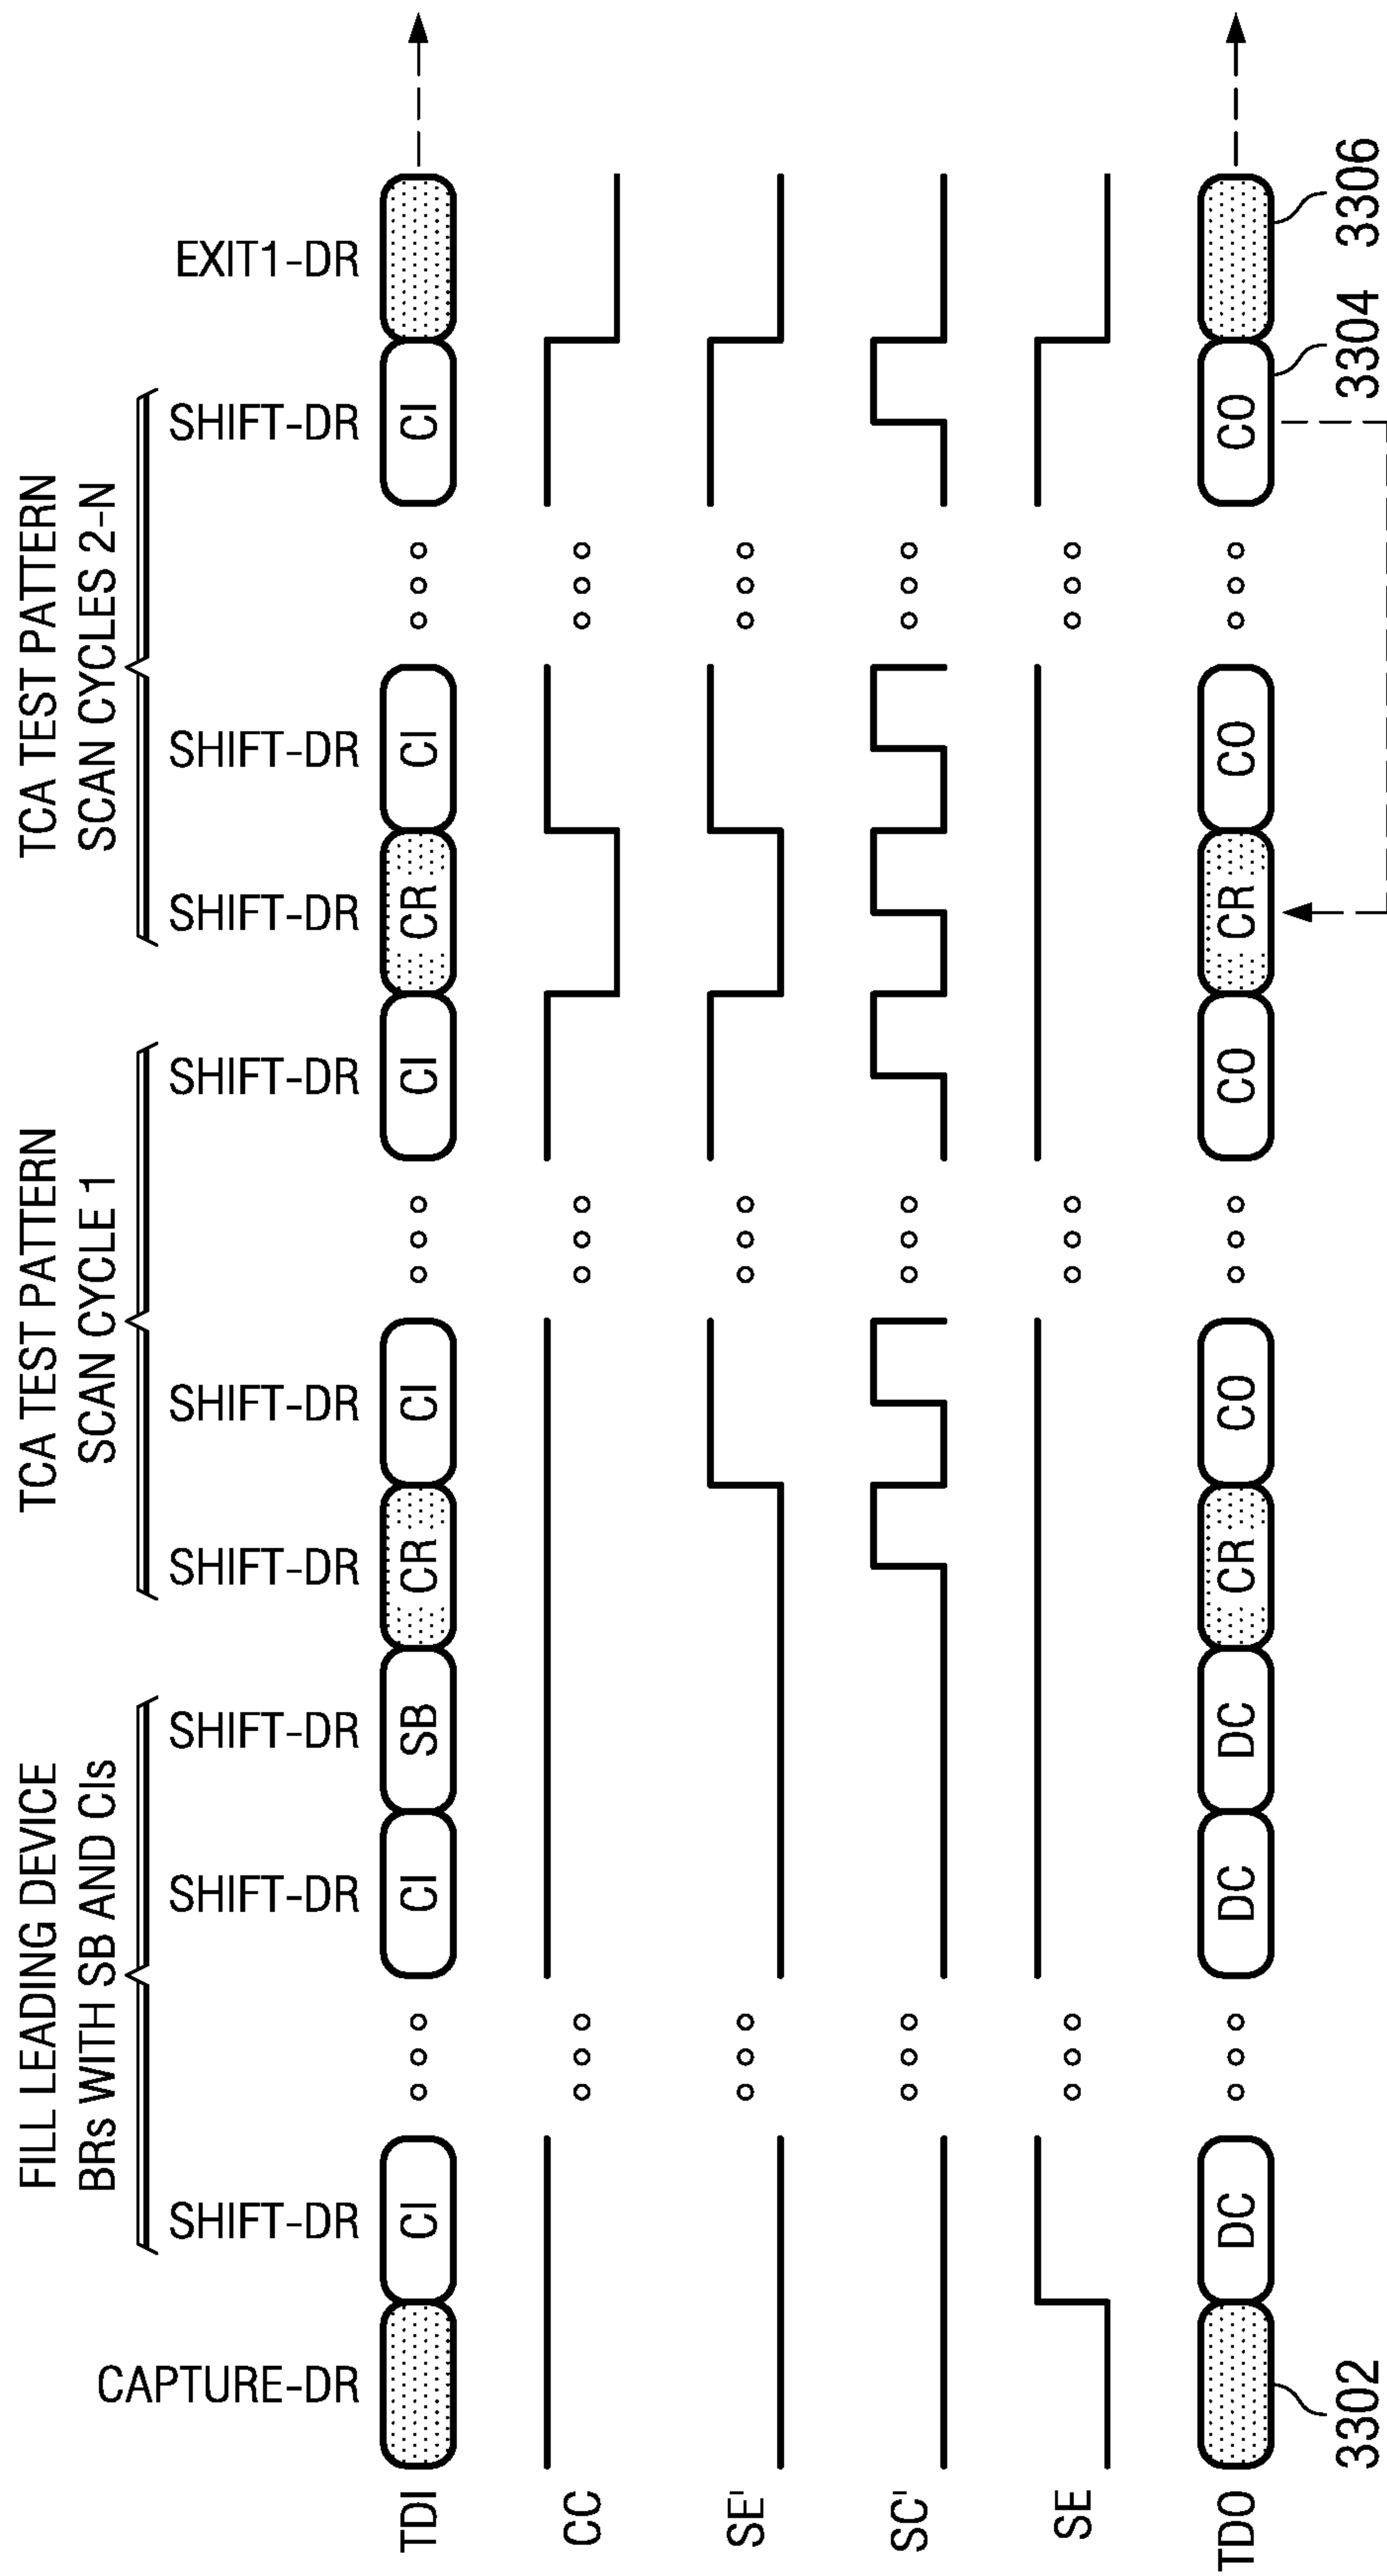 FILL LEADING DEVICE
BRs WITH SB AND CIs
TCA TEST PATTERN
SCAN CYCLE 1
TCA TEST PATTERN
SCAN CYCLES 2-N
CAPTURE-DR
SHIFT-DR
SHIFT-DR
SHIFT-DR
SHIFT-DR
SHIFT-DR
SHIFT-DR
SHIFT-DR
SHIFT-DR
SHIFT-DR
EXIT1-DR
TDI CI CI SB CR CI CI CR CI CI
CC
SE'
SC'
SE
TDO DC DC DC CR CO CO CR CO CO
3302
3304
3306